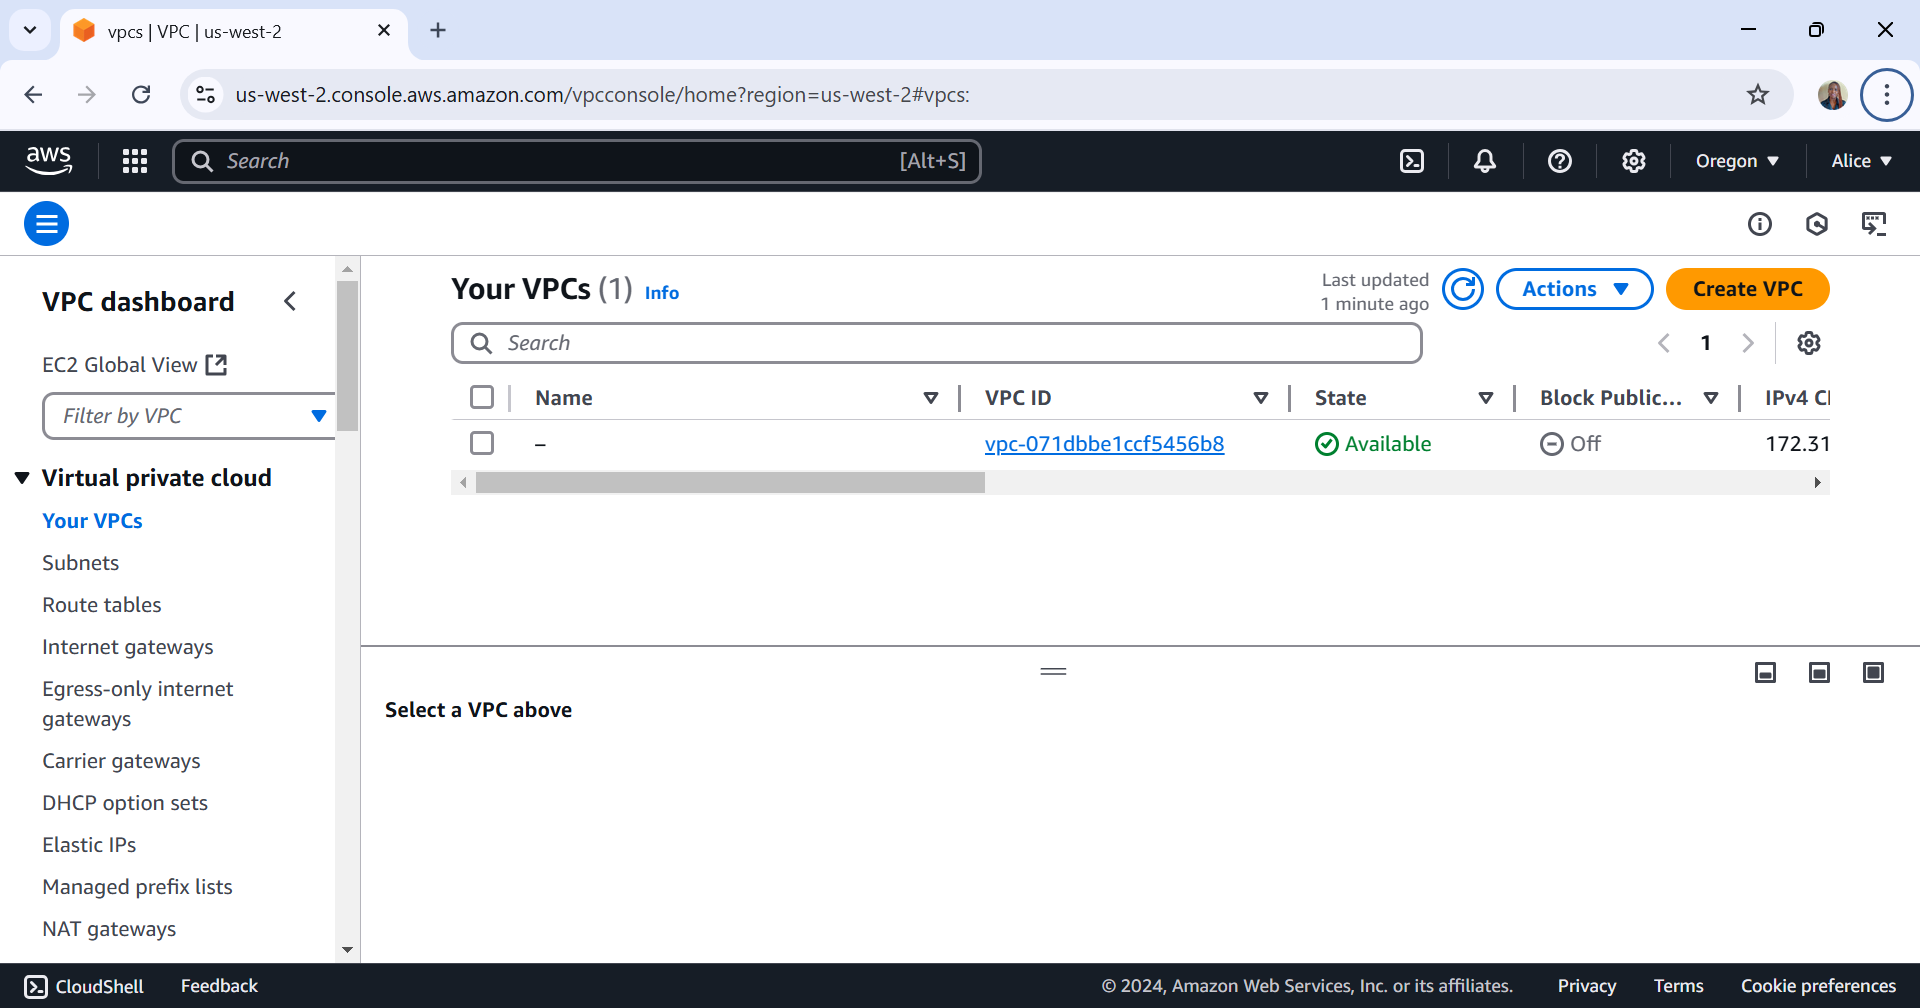 vpcs | VPC | us-west-2
us-west-2.console.aws.amazon.com/vpcconsole/home?region=us-west-2#vpcs:
aws
Search
[Alt+S]
Oregon
Alice
VPC dashboard
EC2 Global View
Filter by VPC
Virtual private cloud
Your VPCs
Subnets
Route tables
Internet gateways
Egress-only internet
gateways
Carrier gateways
DHCP option sets
Elastic IPs
Managed prefix lists
NAT gateways
Your VPCs (1) Info
Last updated
1 minute ago
Actions
Create VPC
Search
1
Name VPC ID State Block Public... IPv4 CI
– vpc-071dbbe1ccf5456b8 Available Off 172.31
Select a VPC above
CloudShell Feedback © 2024, Amazon Web Services, Inc. or its affiliates. Privacy Terms Cookie preferences